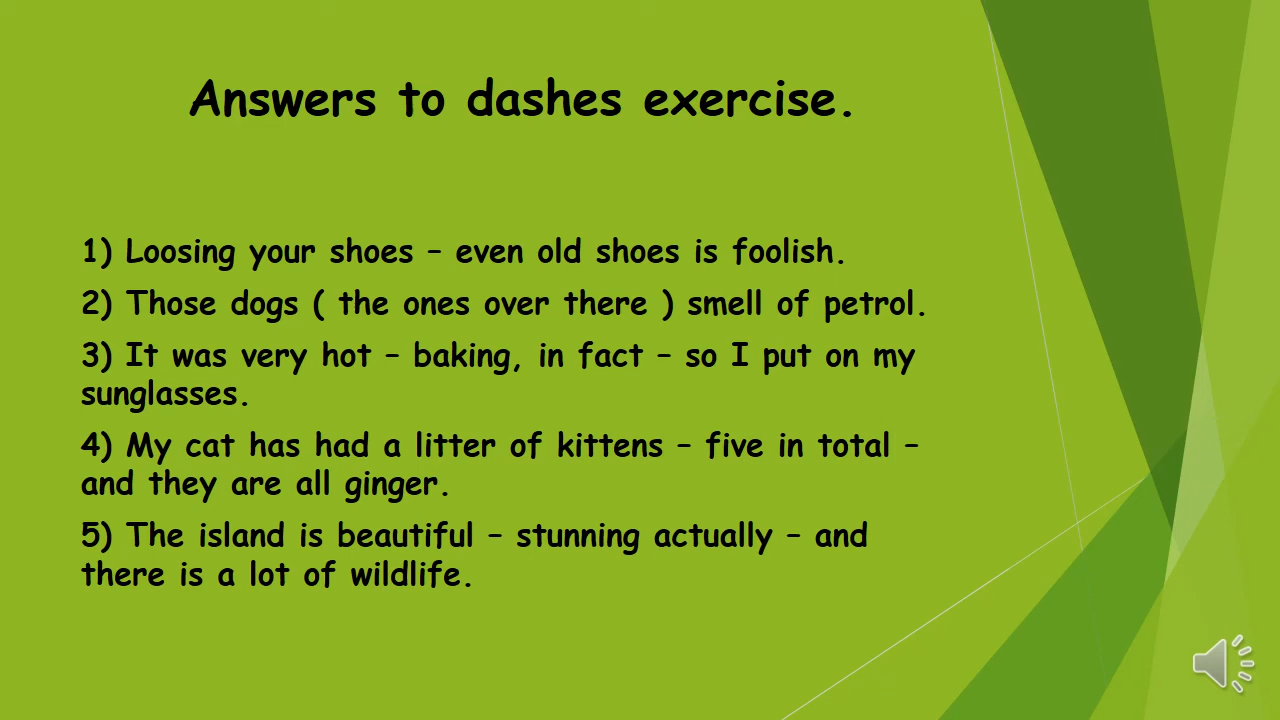 Answers to dashes exercise.
1) Loosing your shoes – even old shoes is foolish.
2) Those dogs ( the ones over there ) smell of petrol.
3) It was very hot – baking, in fact – so I put on my
sunglasses.
4) My cat has had a litter of kittens – five in total –
and they are all ginger.
5) The island is beautiful – stunning actually – and
there is a lot of wildlife.